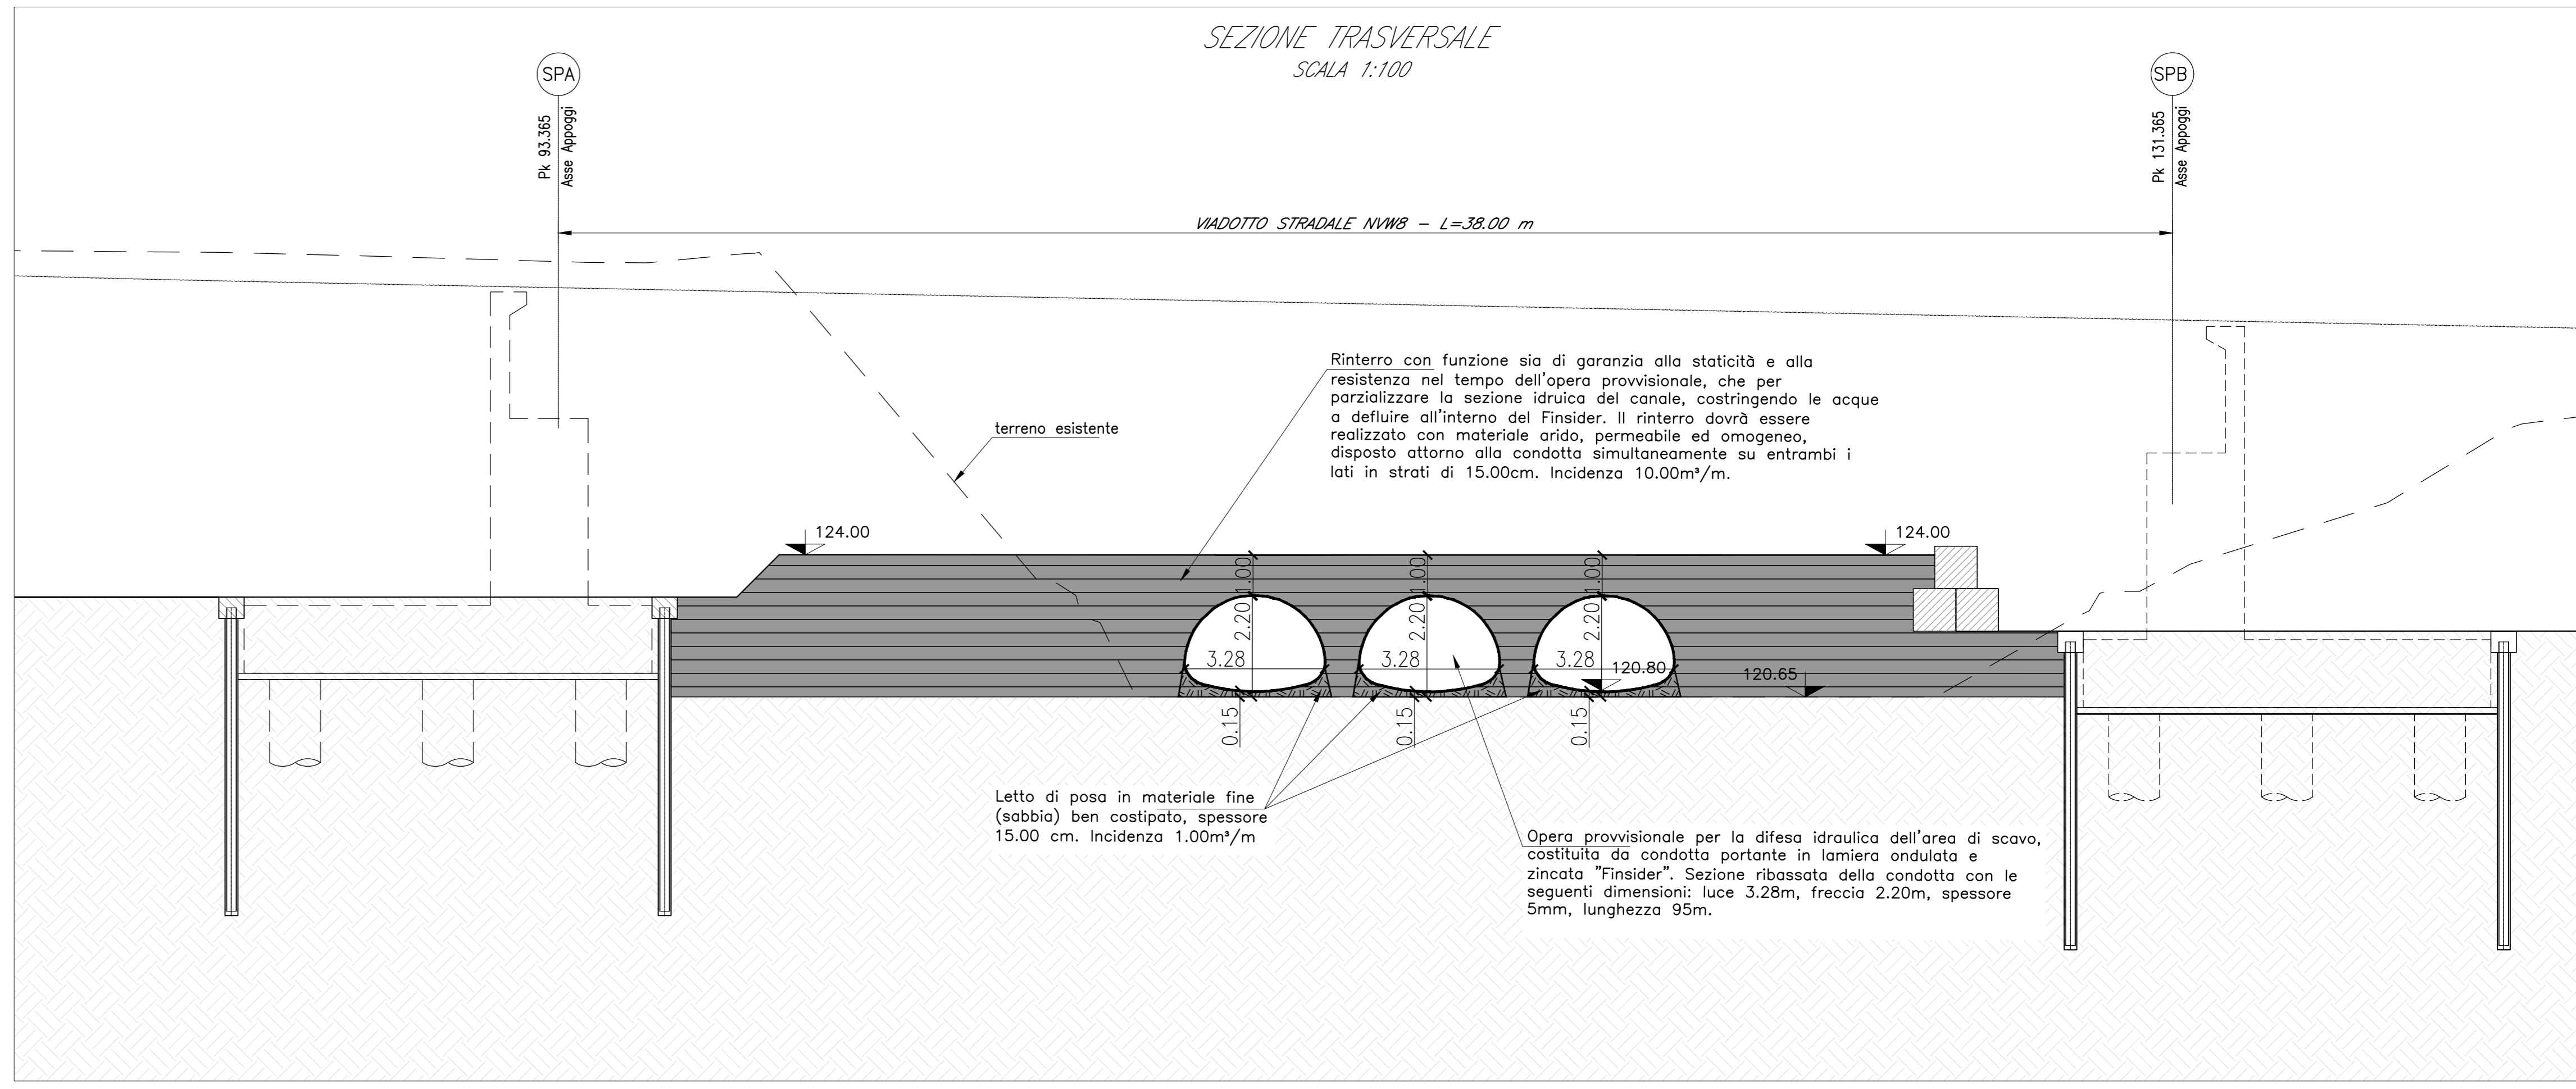 SEZIONE TRASVERSALE
SCALA 1:100
SPA
SPB
Pk 93.365
Asse Appoggi
Pk 131.365
Asse Appoggi
VIADOTTO STRADALE NVW8 - L=38.00 m
Rinterro con funzione sia di garanzia alla staticità e alla
resistenza nel tempo dell'opera provvisionale, che per
parzializzare la sezione idruica del canale, costringendo le acque
a defluire all'interno del Finsider. Il rinterro dovrà essere
realizzato con materiale arido, permeabile ed omogeneo,
disposto attorno alla condotta simultaneamente su entrambi i
lati in strati di 15.00cm. Incidenza 10.00m³/m.
terreno esistente
124.00
124.00
1.00
1.00
1.00
2.20
2.20
2.20
3.28
3.28
3.28
120.80
120.65
0.15
0.15
0.15
Letto di posa in materiale fine
(sabbia) ben costipato, spessore
15.00 cm. Incidenza 1.00m³/m
Opera provvisionale per la difesa idraulica dell'area di scavo,
costituita da condotta portante in lamiera ondulata e
zincata "Finsider". Sezione ribassata della condotta con le
seguenti dimensioni: luce 3.28m, freccia 2.20m, spessore
5mm, lunghezza 95m.